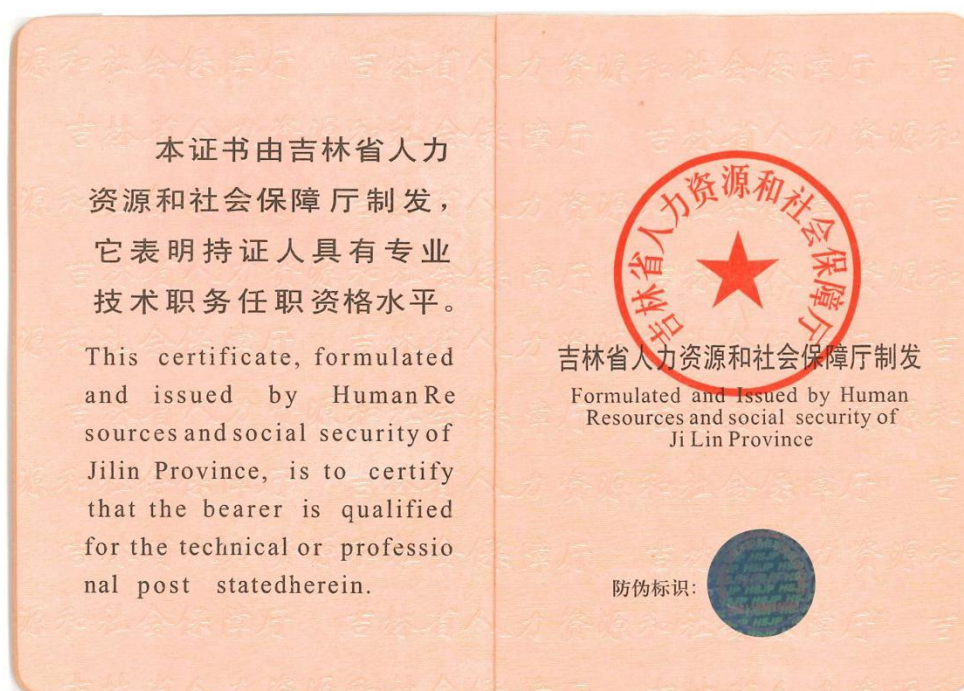 本证书由吉林省人力
资源和社会保障厅制发，
它表明持证人具有专业
技术职务任职资格水平。
This certificate, formulated
and issued by Human Re
sources and social security of
Jilin Province, is to certify
that the bearer is qualified
for the technical or professio
nal post statedherein.
吉林省人力资源和社会保障厅
吉林省人力资源和社会保障厅制发
Formulated and Issued by Human
Resources and social security of
Ji Lin Province
防伪标识：
HSJP